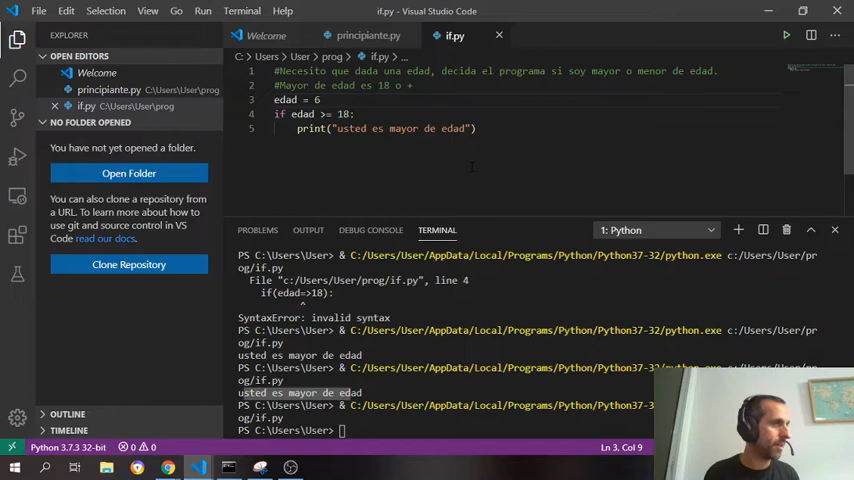 File Edit Selection View Go Run Terminal Help
if.py - Visual Studio Code
EXPLORER
OPEN EDITORS
Welcome
principiante.py C:\Users\User\prog
if.py C:\Users\User\prog
NO FOLDER OPENED
You have not yet opened a folder.
Open Folder
You can also clone a repository from
a URL. To learn more about how to
use git and source control in VS
Code read our docs.
Clone Repository
OUTLINE
TIMELINE
Welcome principiante.py if.py
C: > Users > User > prog > if.py > ...
1 #Necesito que dada una edad, decida el programa si soy mayor o menor de edad.
2 #Mayor de edad es 18 o +
3 edad = 6
4 if edad >= 18:
5 print("usted es mayor de edad")
PROBLEMS OUTPUT DEBUG CONSOLE TERMINAL
1: Python
PS C:\Users\User> & C:/Users/User/AppData/Local/Programs/Python/Python37-32/python.exe c:/Users/User/pr
og/if.py
File "c:/Users/User/prog/if.py", line 4
if(edad=>18):
^
SyntaxError: invalid syntax
PS C:\Users\User> & C:/Users/User/AppData/Local/Programs/Python/Python37-32/python.exe c:/Users/User/pr
og/if.py
usted es mayor de edad
PS C:\Users\User> & C:/Users/User/AppData/Local/Programs/Python/Python37-32/python.exe c:/Users/User/pr
og/if.py
usted es mayor de edad
PS C:\Users\User> & C:/Users/User/AppData/Local/Programs/Python/Python37-32/
og/if.py
PS C:\Users\User>
Python 3.7.3 32-bit 0 0
Ln 3, Col 9